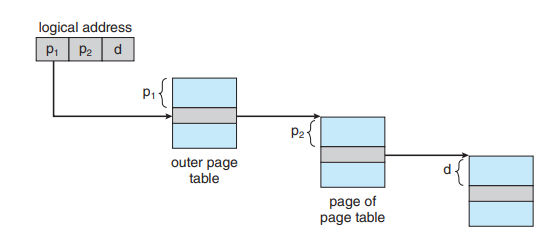 logical address
p₁ p₂ d
p₁
outer page
table
p₂
page of
page table
d